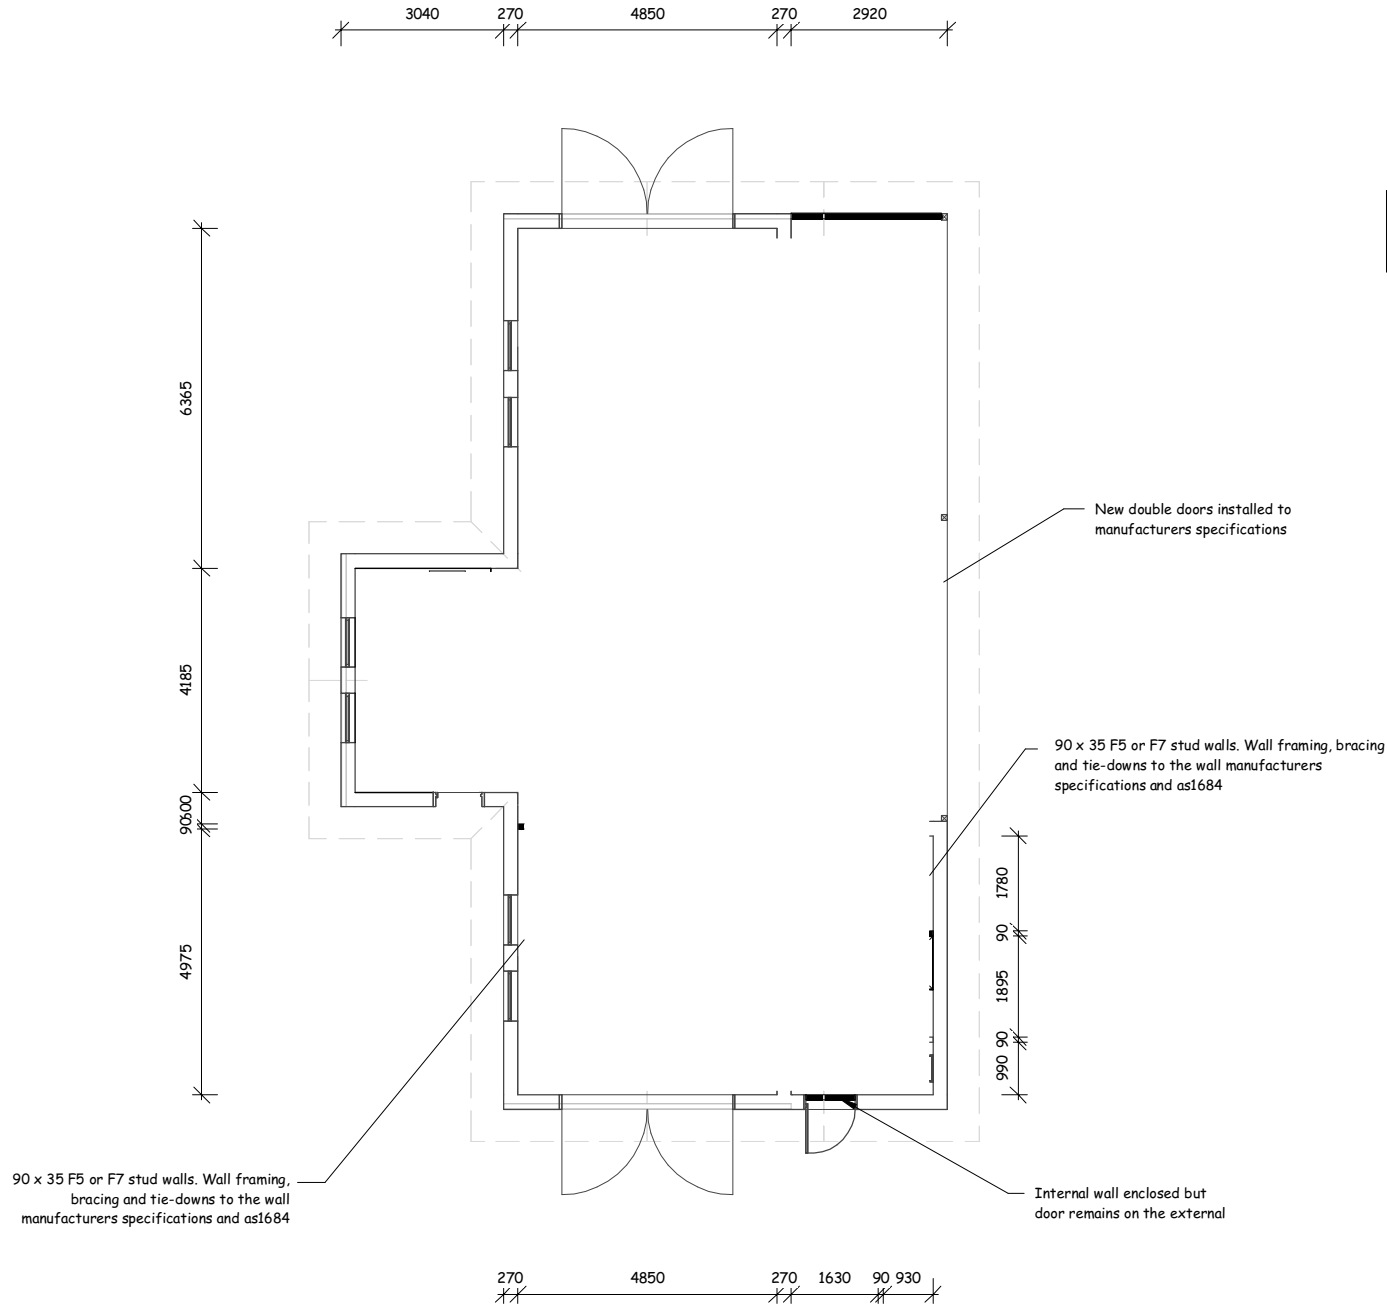 3040 270 4850 270 2920
6365
4185
600
90
4975
New double doors installed to
manufacturers specifications
90 x 35 F5 or F7 stud walls. Wall framing, bracing
and tie-downs to the wall manufacturers
specifications and as1684
1780
90
1895
90
990
90 x 35 F5 or F7 stud walls. Wall framing,
bracing and tie-downs to the wall
manufacturers specifications and as1684
Internal wall enclosed but
door remains on the external
270 4850 270 1630 90 930